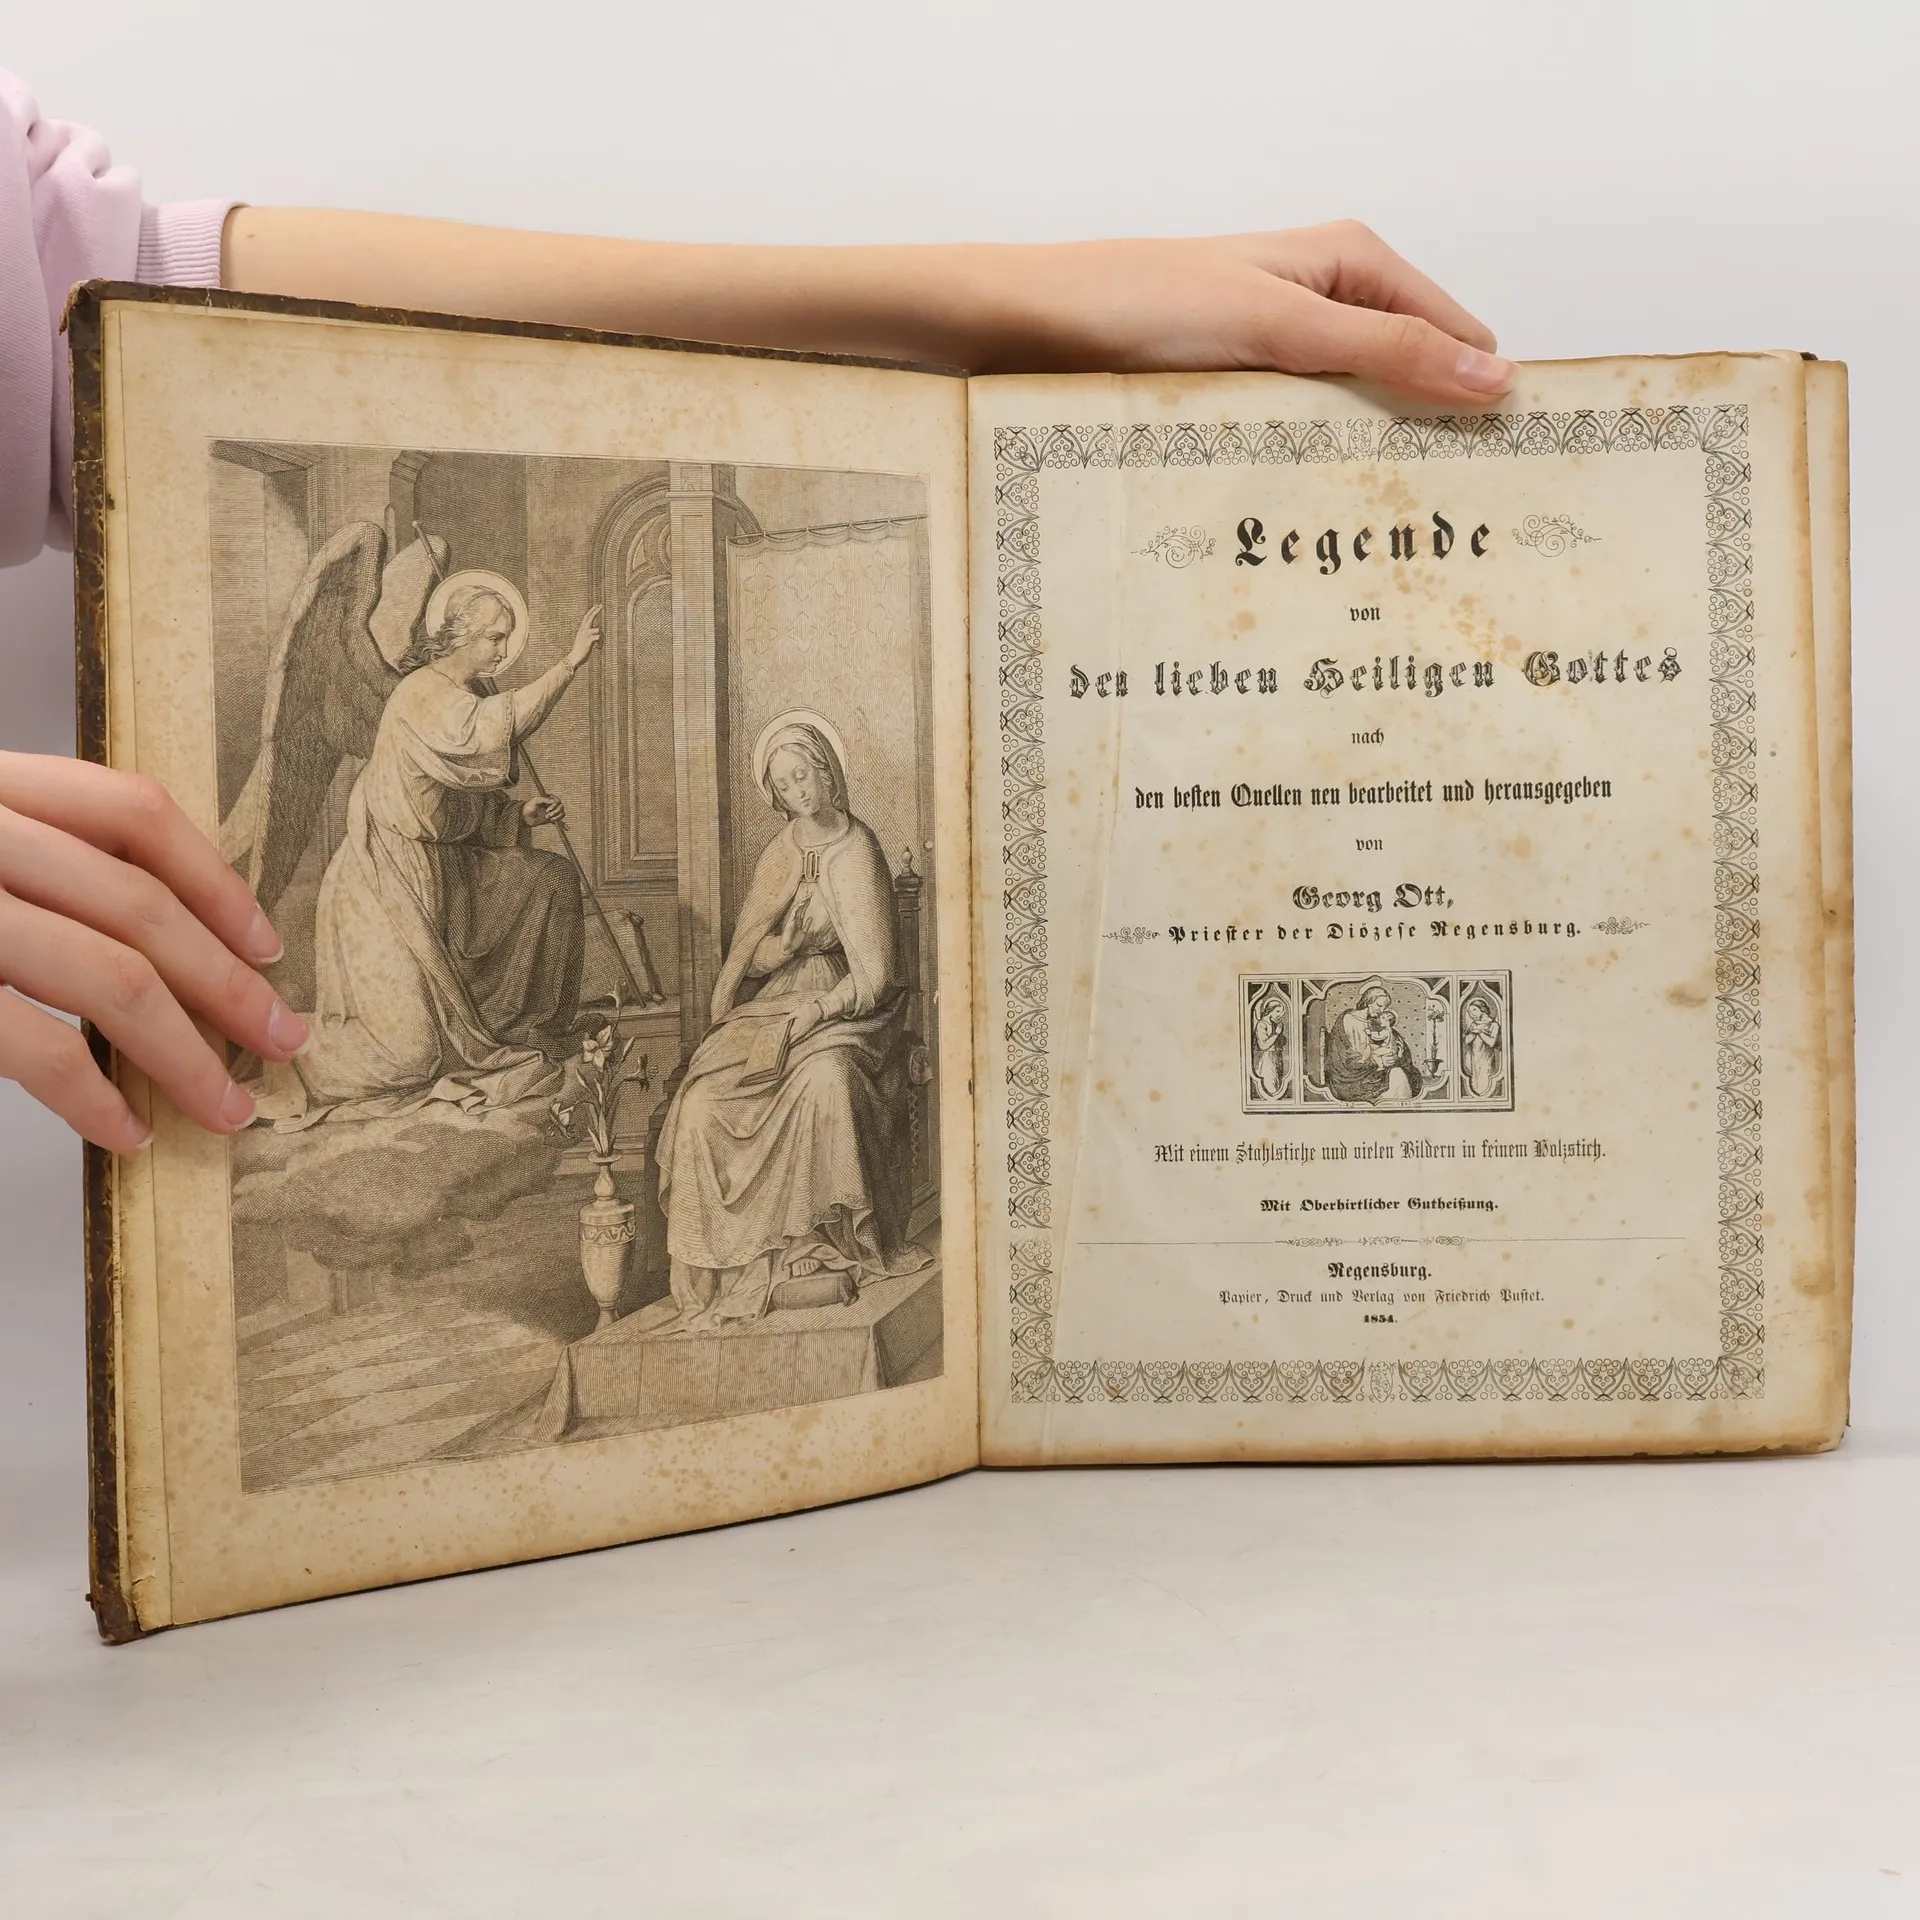 Legende
von
den lieben Heiligen Gottes
nach
den besten Quellen neu bearbeitet und herausgegeben
von
Georg Ott,
Priester der Diözese Regensburg.
Mit einem Stahlstiche und vielen Bildern in feinem Holzstich.
Mit Oberhirtlicher Gutheißung.
Regensburg.
Papier, Druck und Verlag von Friedrich Pustet.
1854.